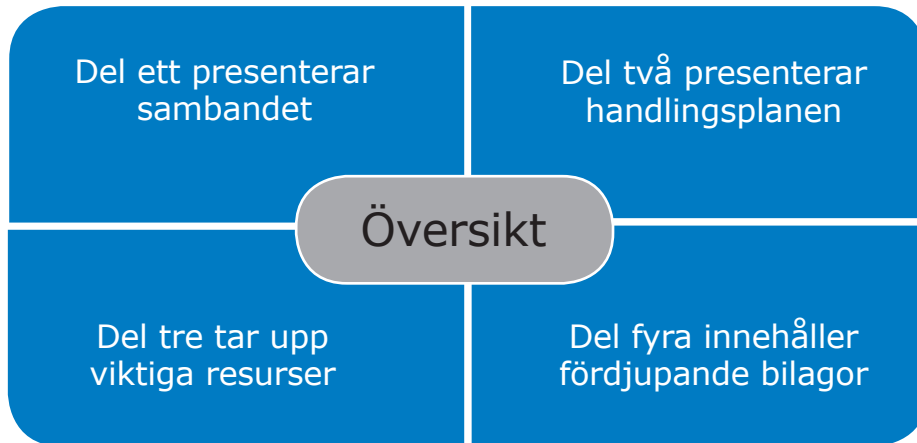 Del ett presenterar
sambandet
Del två presenterar
handlingsplanen
Översikt
Del tre tar upp
viktiga resurser
Del fyra innehåller
fördjupande bilagor